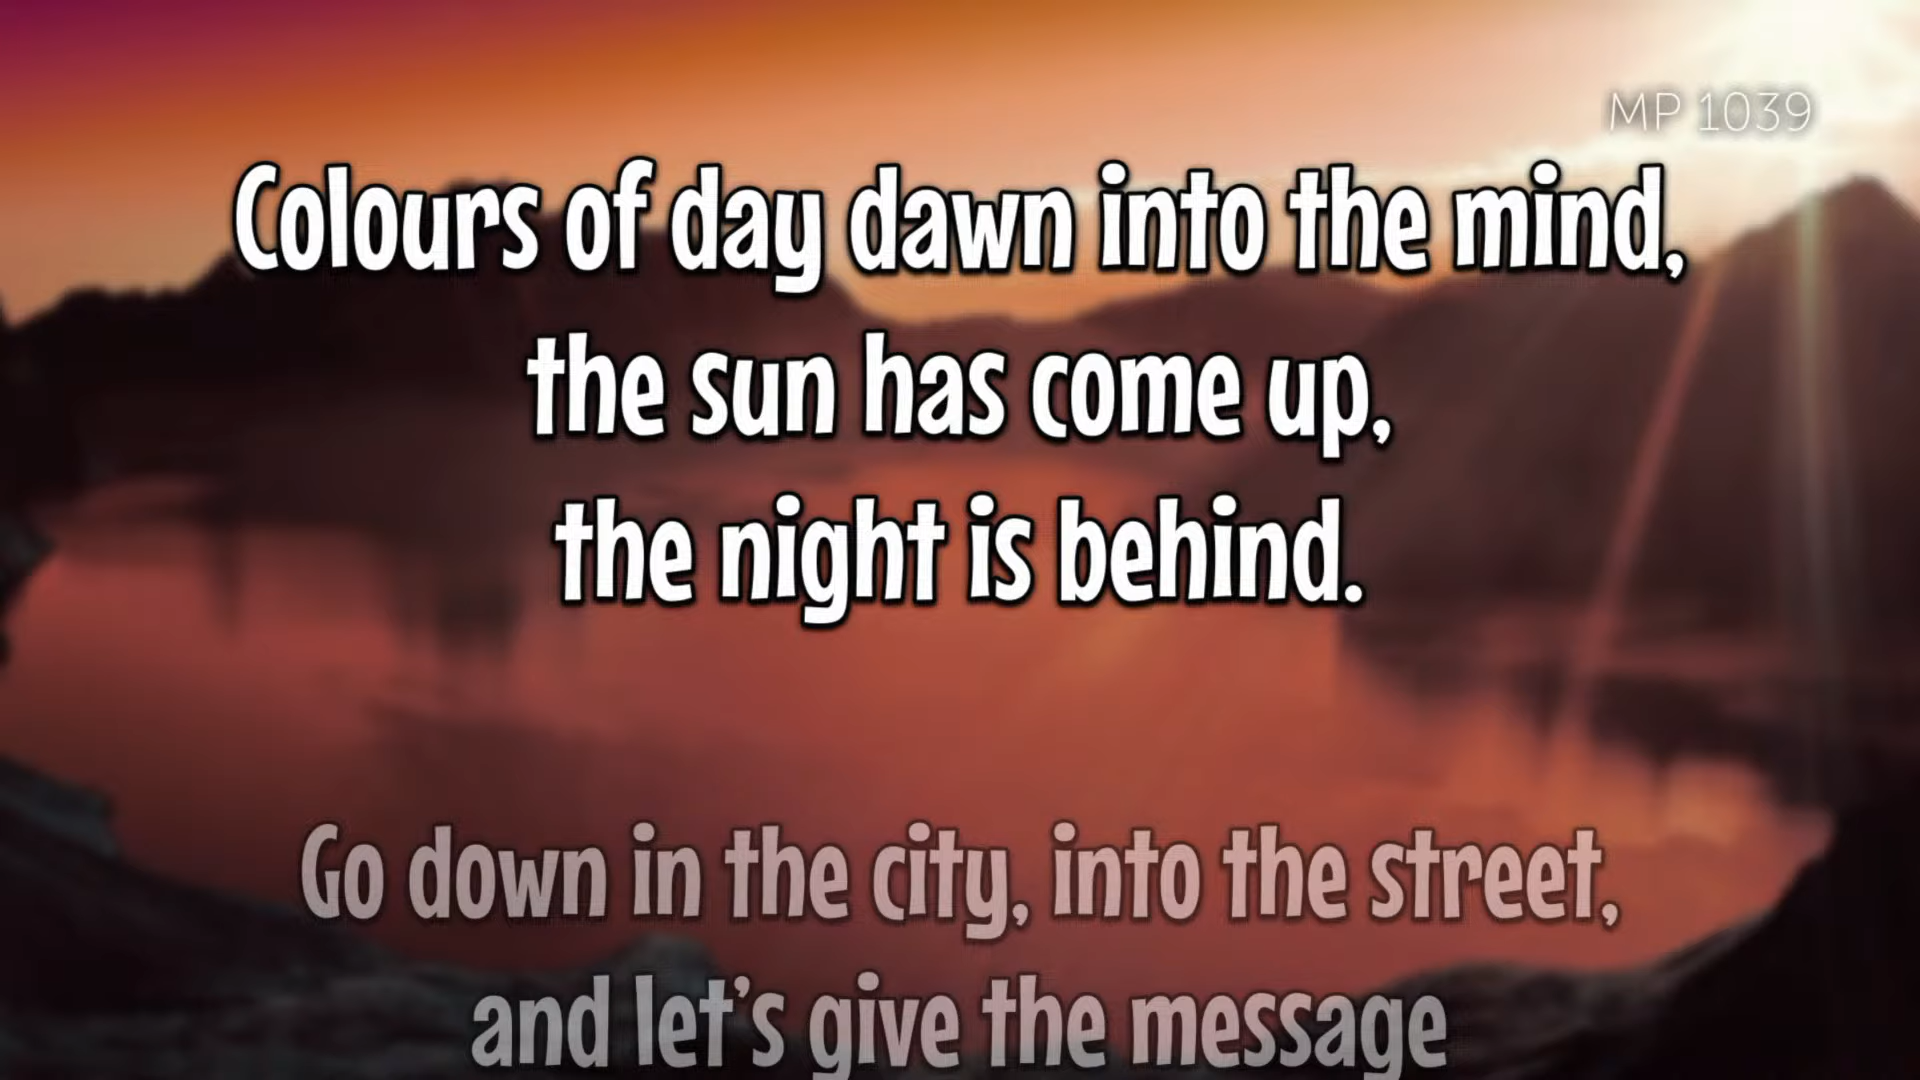 MP 1039
Colours of day dawn into the mind,
the sun has come up,
the night is behind.
Go down in the city, into the street,
and let's give the message